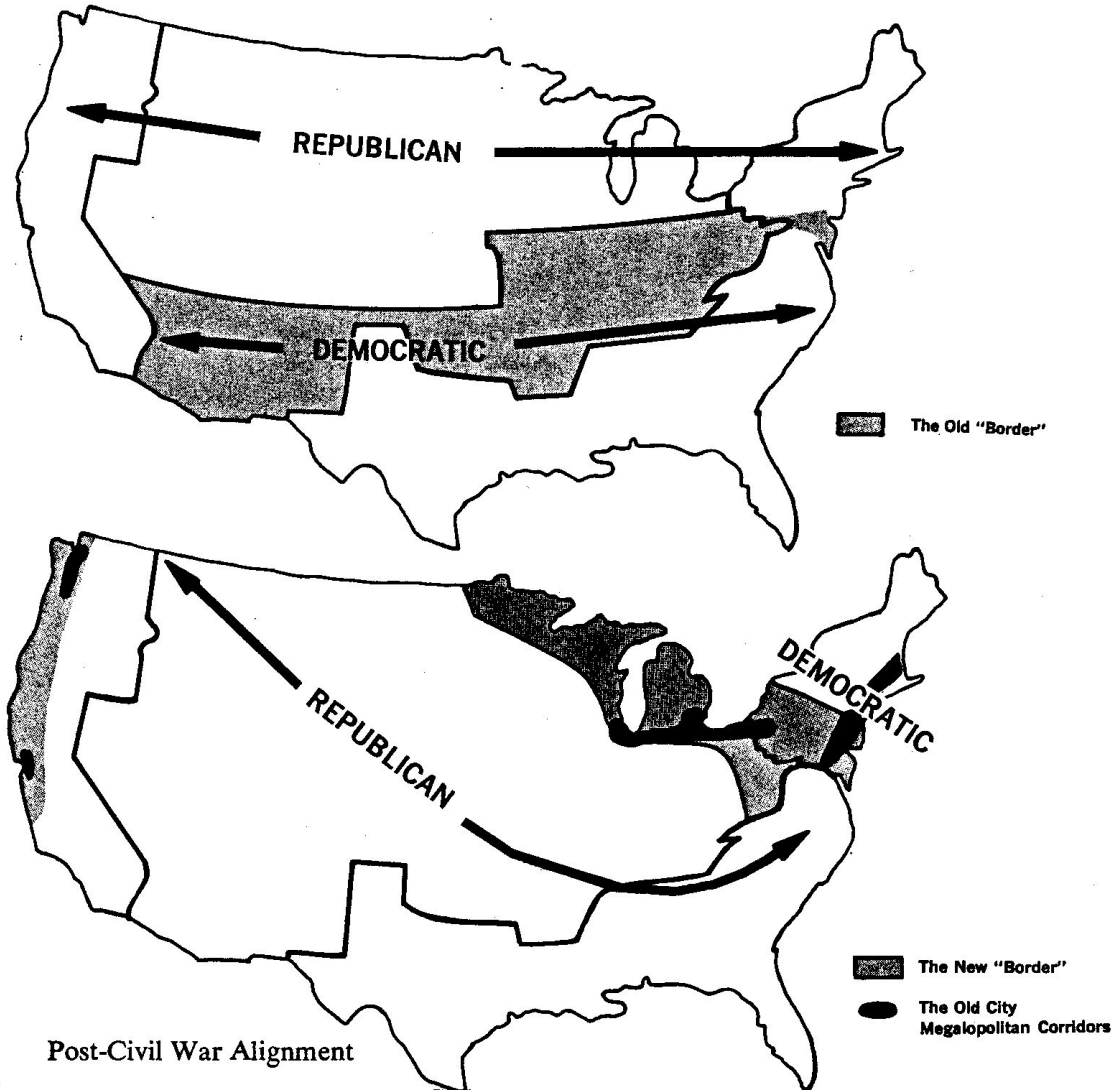 REPUBLICAN
DEMOCRATIC
The Old "Border"
DEMOCRATIC
REPUBLICAN
The New "Border"
The Old City
Megalopolitan Corridors
Post-Civil War Alignment